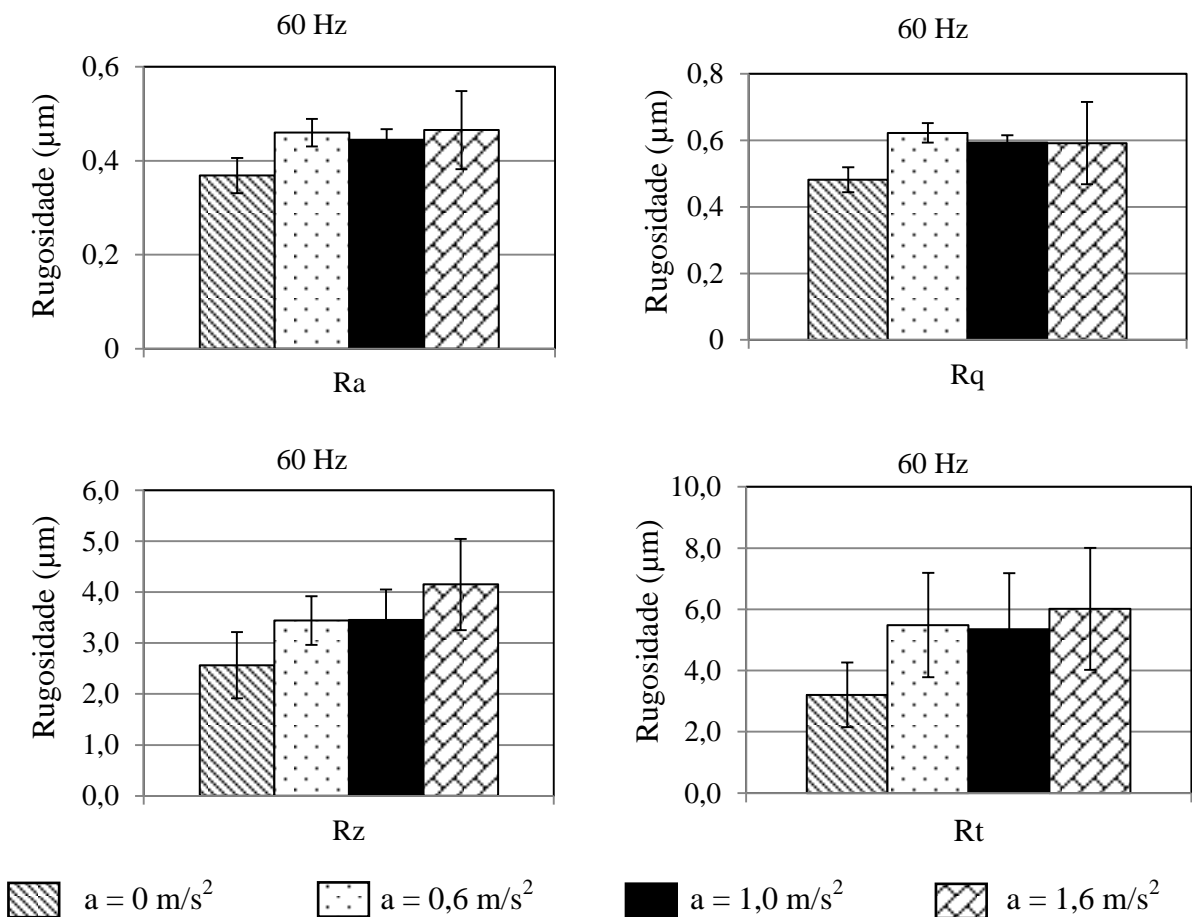 60 Hz
Rugosidade (µm)
0,6
0,4
0,2
0
Ra
60 Hz
Rugosidade (µm)
0,8
0,6
0,4
0,2
0
Rq
60 Hz
Rugosidade (µm)
6,0
5,0
4,0
3,0
2,0
1,0
0,0
Rz
60 Hz
Rugosidade (µm)
10,0
8,0
6,0
4,0
2,0
0,0
Rt
a = 0 m/s²
a = 0,6 m/s²
a = 1,0 m/s²
a = 1,6 m/s²